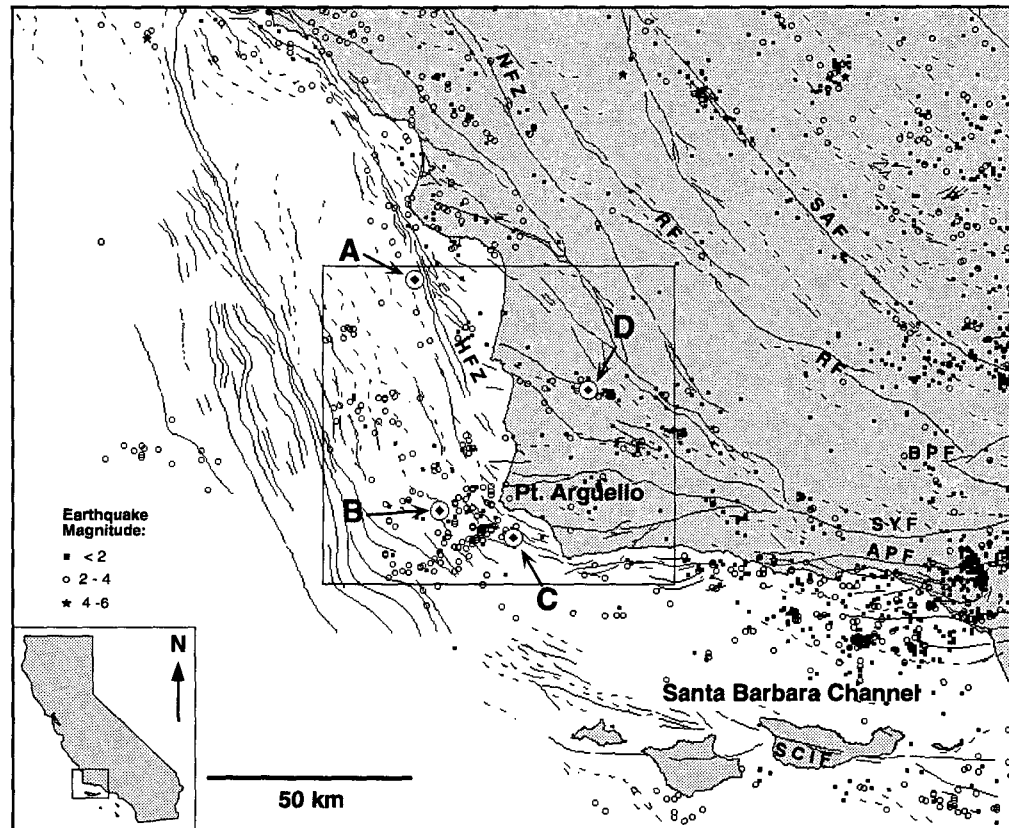 NFZ
SAF
RF
A
D
HFZ
RF
BPF
Pt. Arguello
B
SYF
Earthquake
Magnitude:
< 2
2 - 4
4 - 6
APF
C
N
Santa Barbara Channel
SCIF
50 km